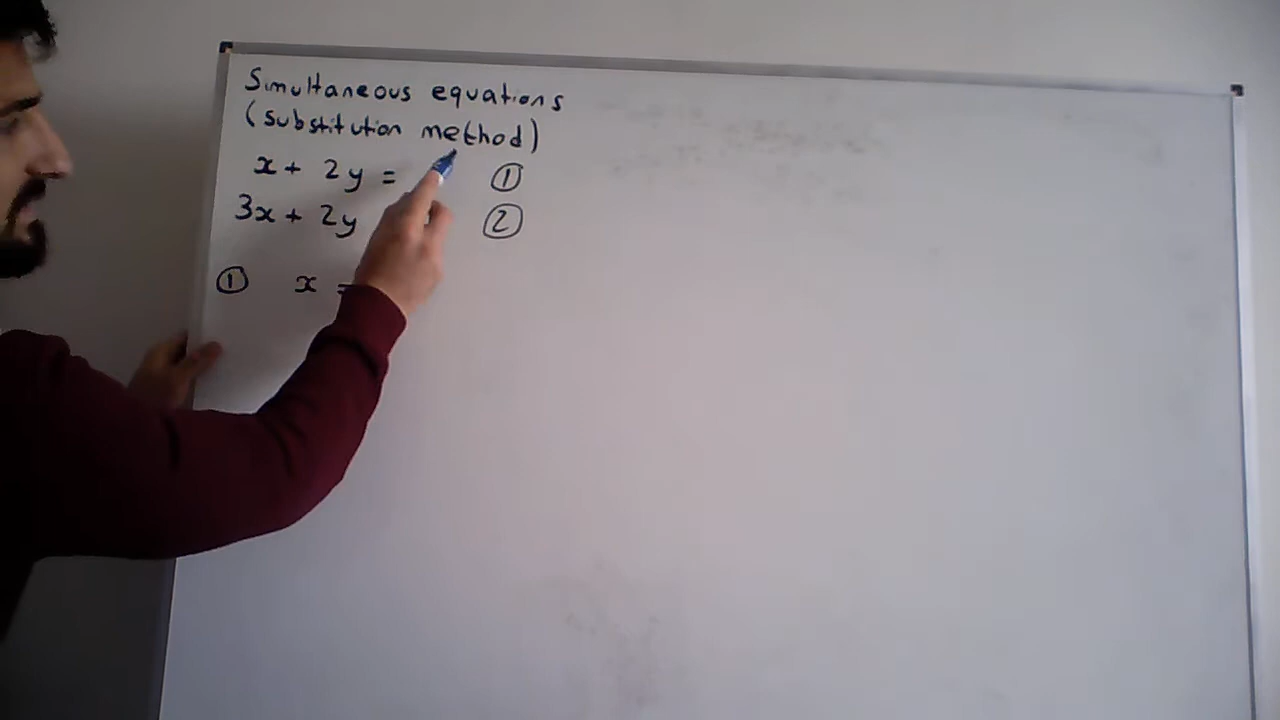 Simultaneous equations
(substitution method)
x + 2y = ①
3x + 2y ②
① x =